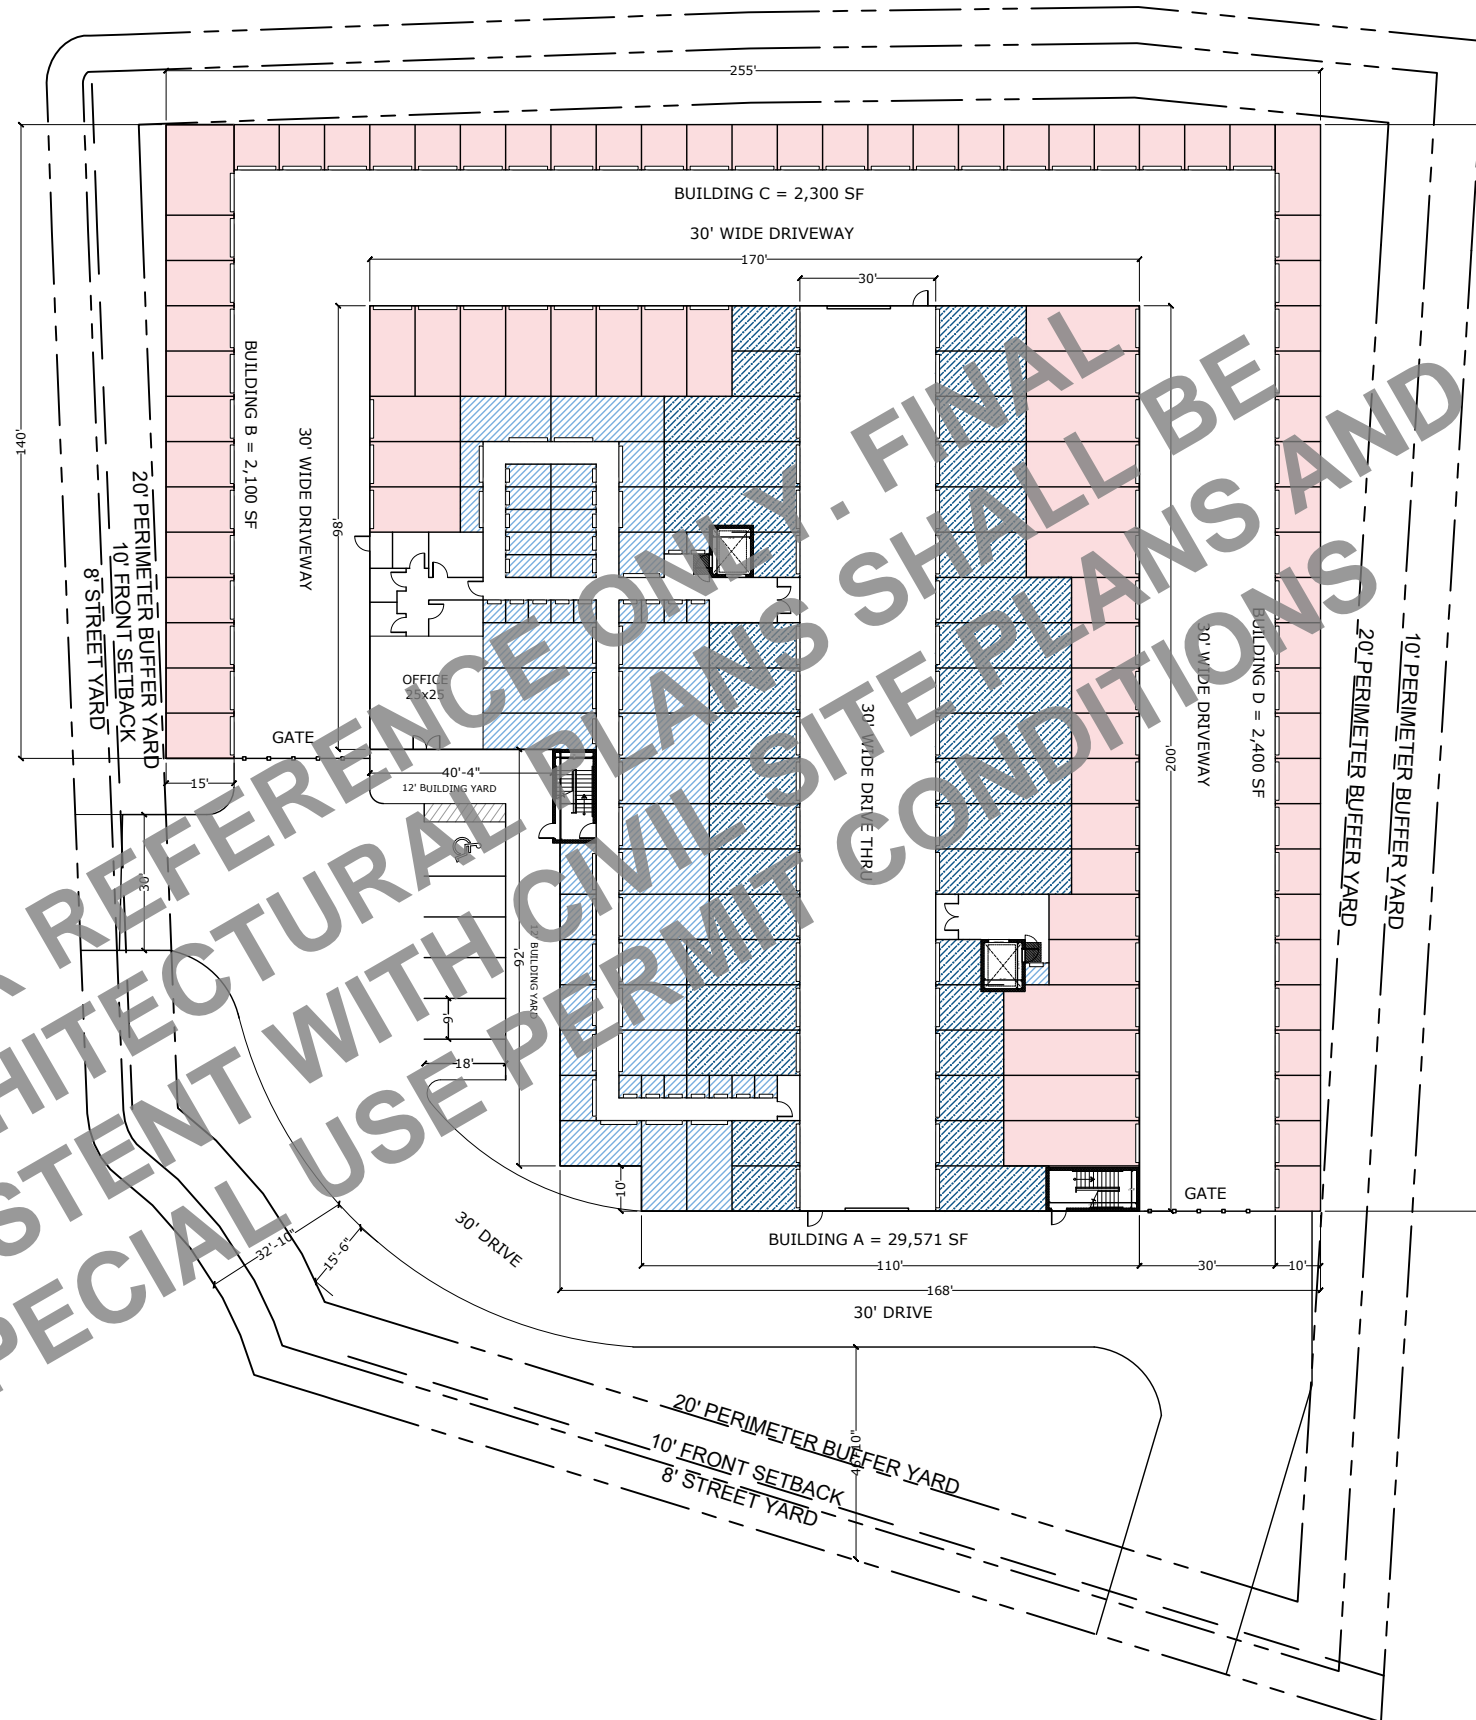 255'
BUILDING C = 2,300 SF
30' WIDE DRIVEWAY
170'
30'
140'
BUILDING B = 2,100 SF
30' WIDE DRIVEWAY
98'
20' PERIMETER BUFFER YARD
10' FRONT SETBACK
8' STREET YARD
OFFICE
25x25
GATE
15'
40'-4"
12' BUILDING YARD
30'
92'
12' BUILDING YARD
9'
18'
30' WIDE DRIVE THRU
200'
30' WIDE DRIVEWAY
BUILDING D = 2,400 SF
20' PERIMETER BUFFER YARD
10' PERIMETER BUFFER YARD
10'
GATE
BUILDING A = 29,571 SF
110'
30'
10'
168'
30' DRIVE
30' DRIVE
32'-10"
15'-6"
20' PERIMETER BUFFER YARD
10' FRONT SETBACK
8' STREET YARD
R REFERENCE ONLY. FINAL
HITECTURAL PLANS SHALL BE
STENT WITH CIVIL SITE PLANS AND
PECIAL USE PERMIT CONDITIONS